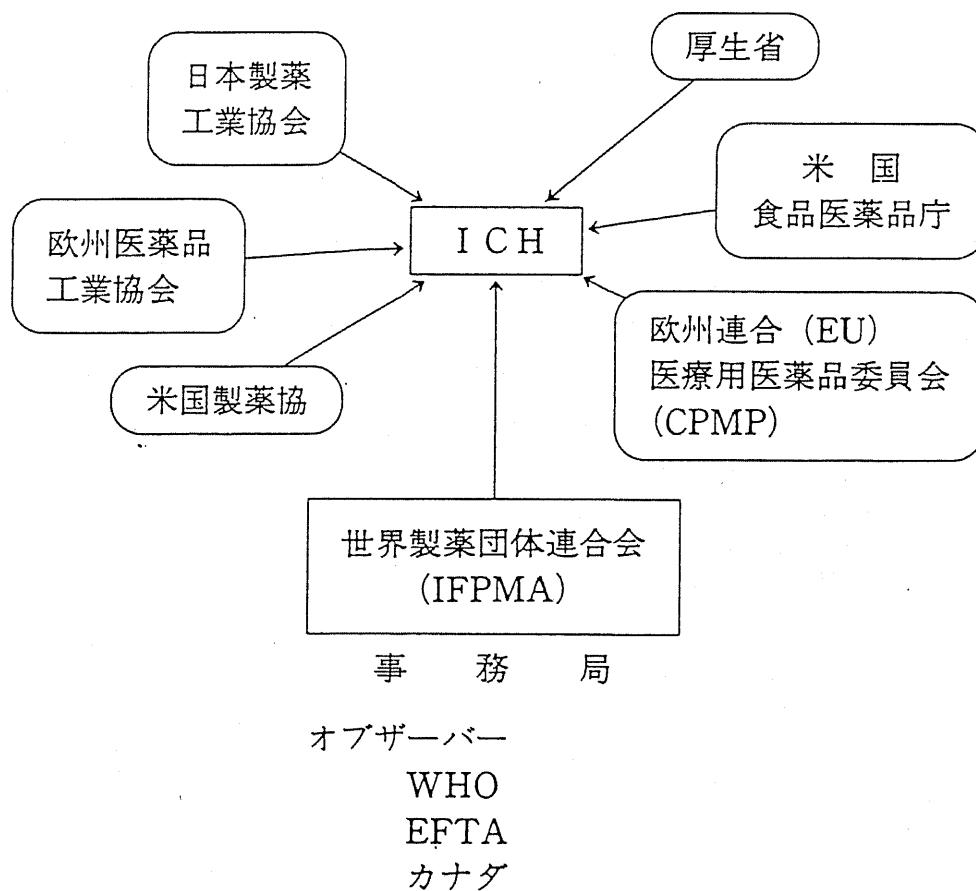 厚生省
日本製薬
工業協会
米 国
食品医薬品庁
ICH
欧州医薬品
工業協会
欧州連合 (EU)
医療用医薬品委員会
(CPMP)
米国製薬協
世界製薬団体連合会
(IFPMA)
事 務 局
オブザーバー
WHO
EFTA
カナダ